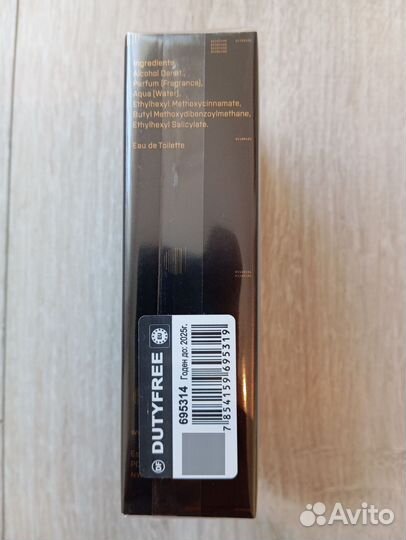 Ingredients:
Alcohol Denat.,
Parfum (Fragrance),
Aqua (Water),
Ethylhexyl Methoxycinnamate,
Butyl Methoxydibenzoylmethane,
Ethylhexyl Salicylate.
Eau de Toilette
DF DUTYFREE
695314 Годен до: 2025г.
7 854159 695319
Avito